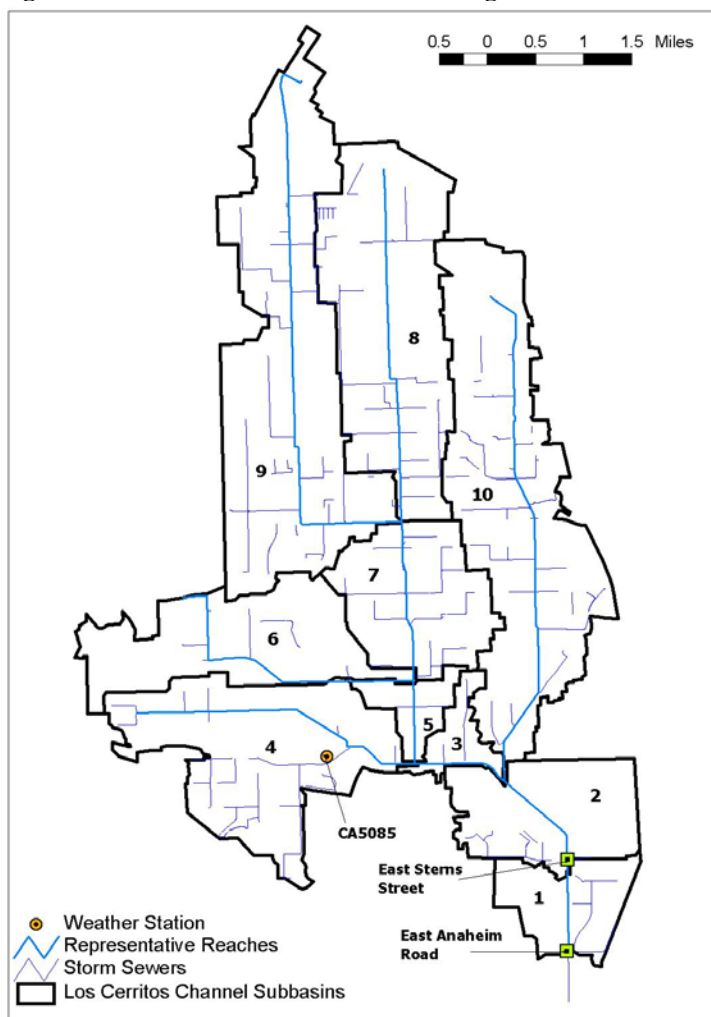 0.5 0 0.5 1 1.5 Miles
8
9
10
7
6
5
3
4
2
CA5085
East Sterns
Street
1
East Anaheim
Road
Weather Station
Representative Reaches
Storm Sewers
Los Cerritos Channel Subbasins